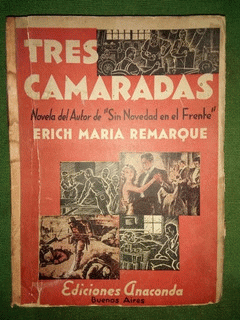 TRES
CAMARADAS
Novela del Autor de "Sin Novedad en el Frente"
ERICH MARIA REMARQUE
Ediciones Anaconda
Buenos Aires